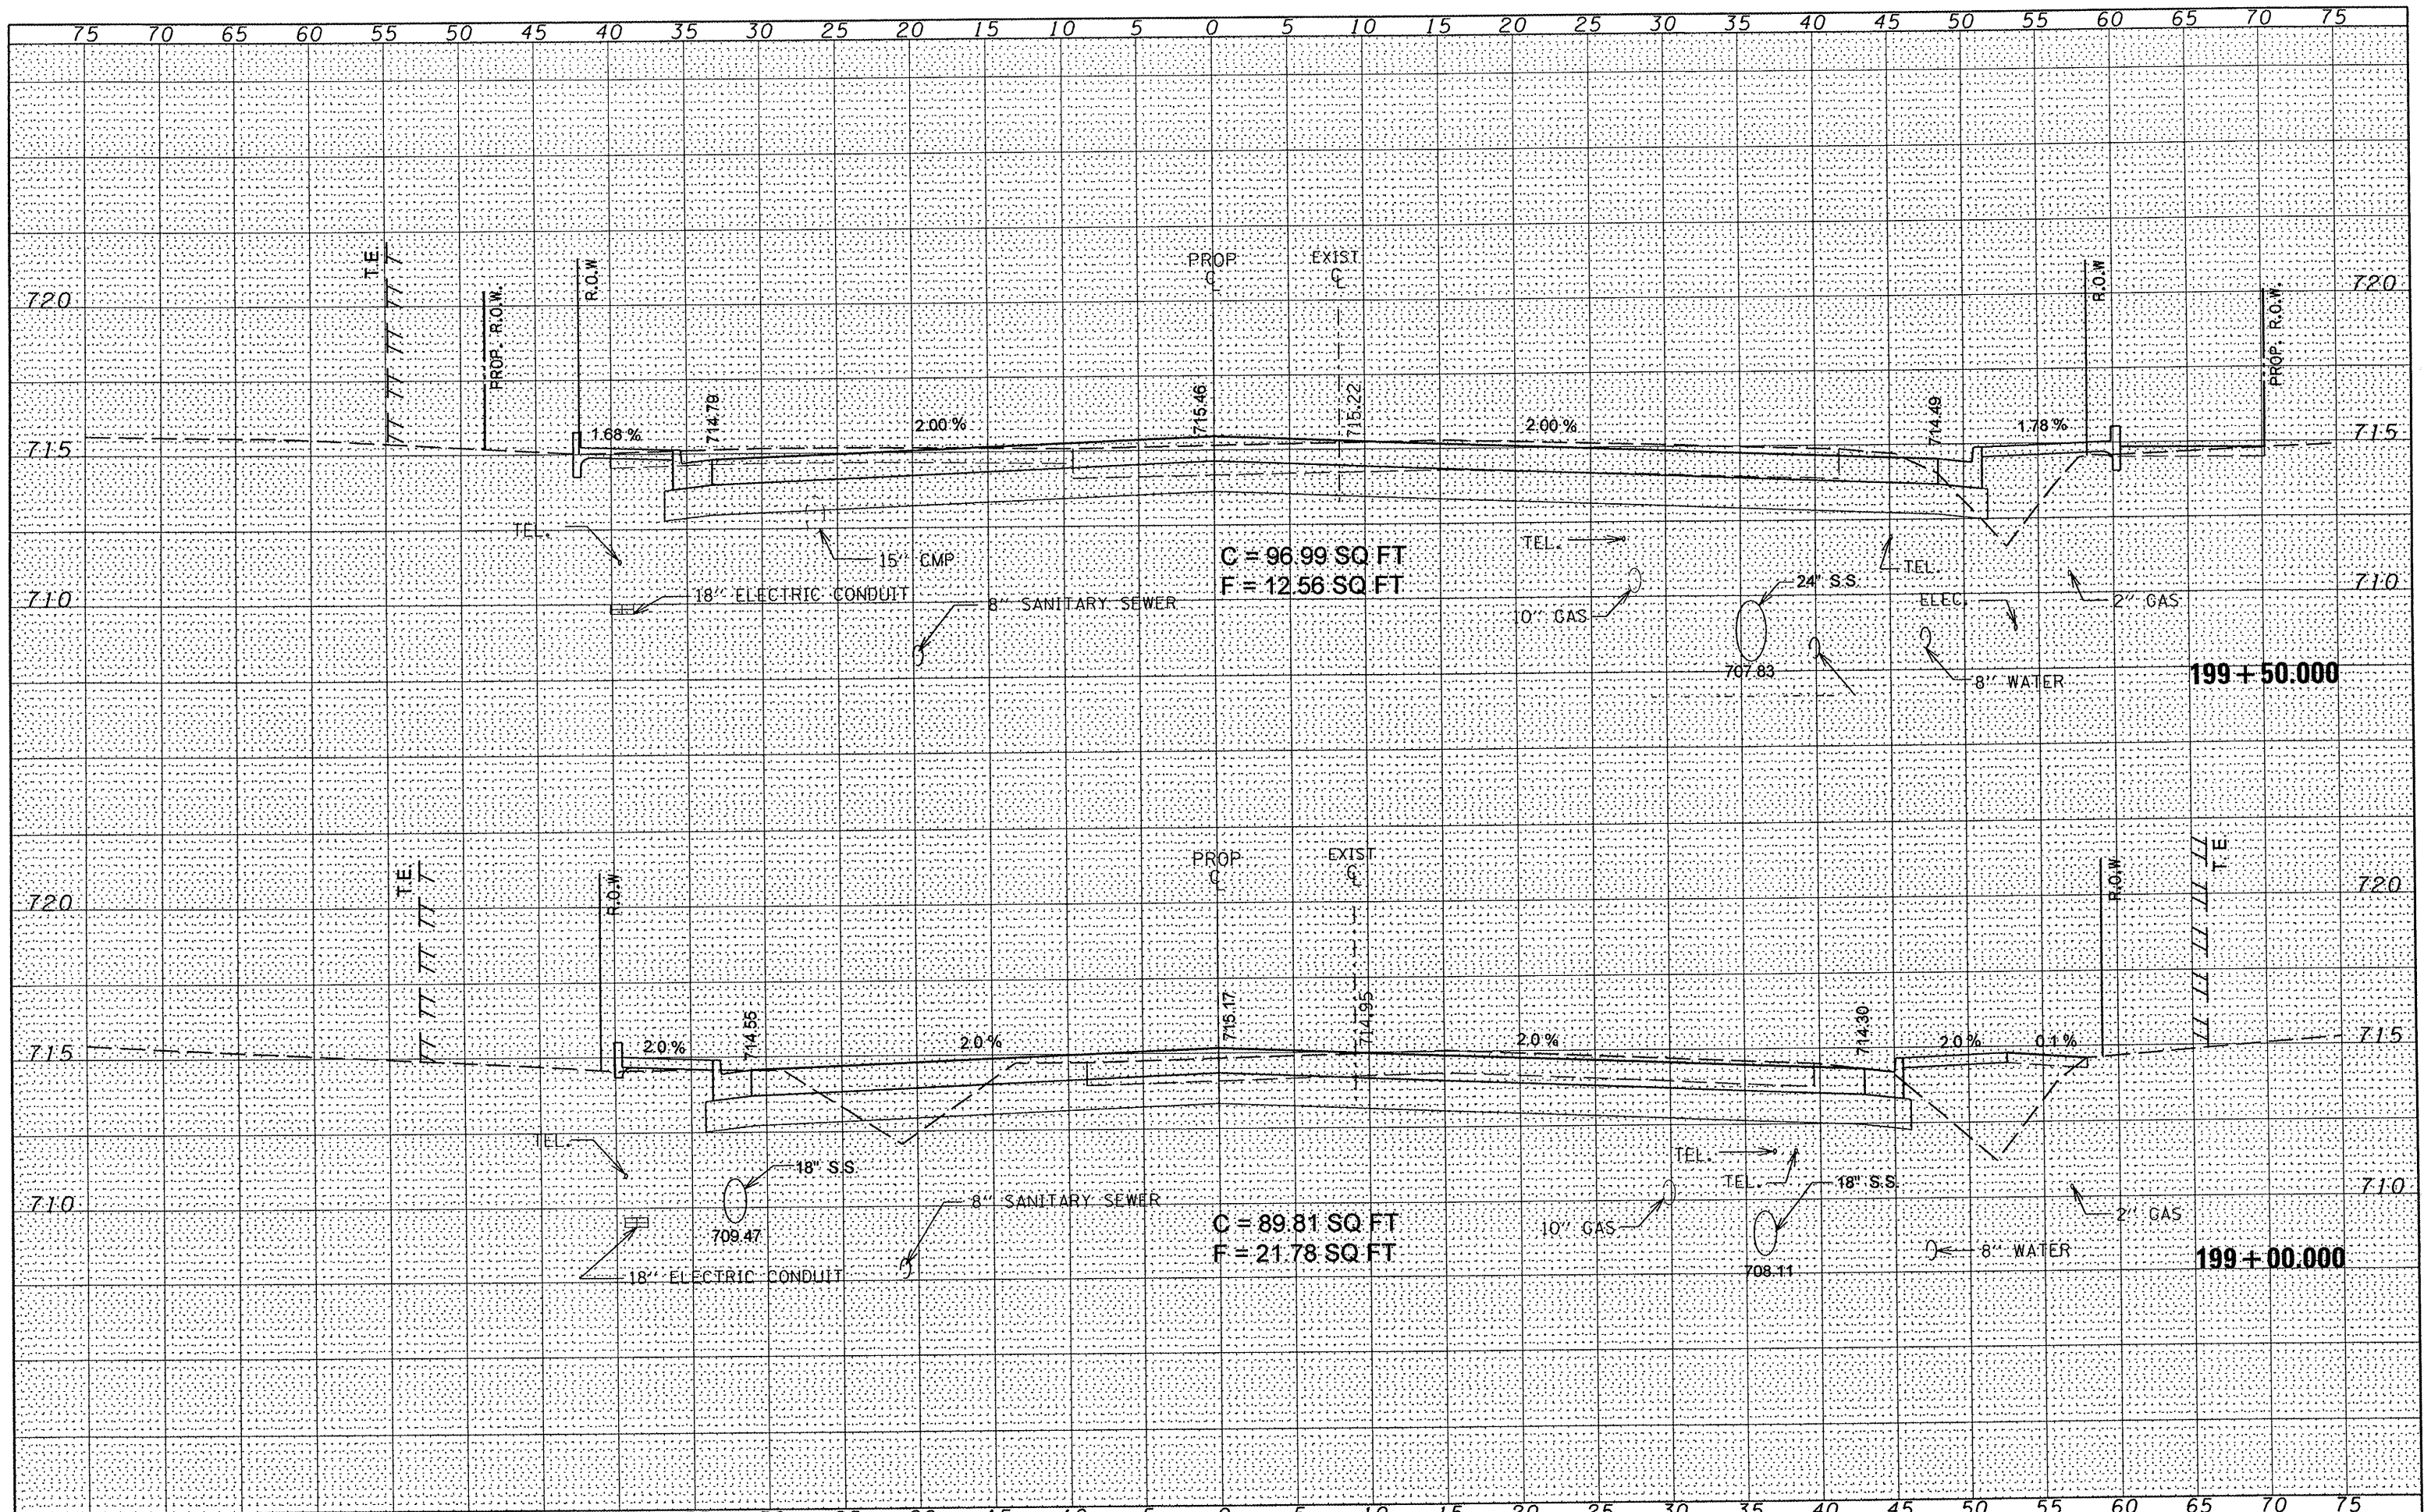 75 70 65 60 55 50 45 40 35 30 25 20 15 10 5 0 5 10 15 20 25 30 35 40 45 50 55 60 65 70 75
T.E.
PROP. R.O.W.
R.O.W
PROP
℄
EXIST
℄
R.O.W
PROP. R.O.W.
720
720
1.68 %
714.79
2.00 %
715.46
715.22
2.00 %
714.49
1.78 %
715
715
TEL.
15" CMP
C = 96.99 SQ FT
F = 12.56 SQ FT
TEL.
TEL.
18" ELECTRIC CONDUIT
8" SANITARY SEWER
10" GAS
24" S.S.
ELEC.
2" GAS
710
710
707.83
8" WATER
199 + 50.000
T.E.
R.O.W
PROP
℄
EXIST
℄
R.O.W
T.E.
720
720
2.0 %
714.55
2.0 %
715.17
714.95
2.0 %
714.30
2.0 %
0.1 %
715
715
TEL.
18" S.S.
TEL.
TEL.
18" S.S.
8" SANITARY SEWER
C = 89.81 SQ FT
F = 21.78 SQ FT
10" GAS
2" GAS
710
710
709.47
18" ELECTRIC CONDUIT
708.11
8" WATER
199 + 00.000